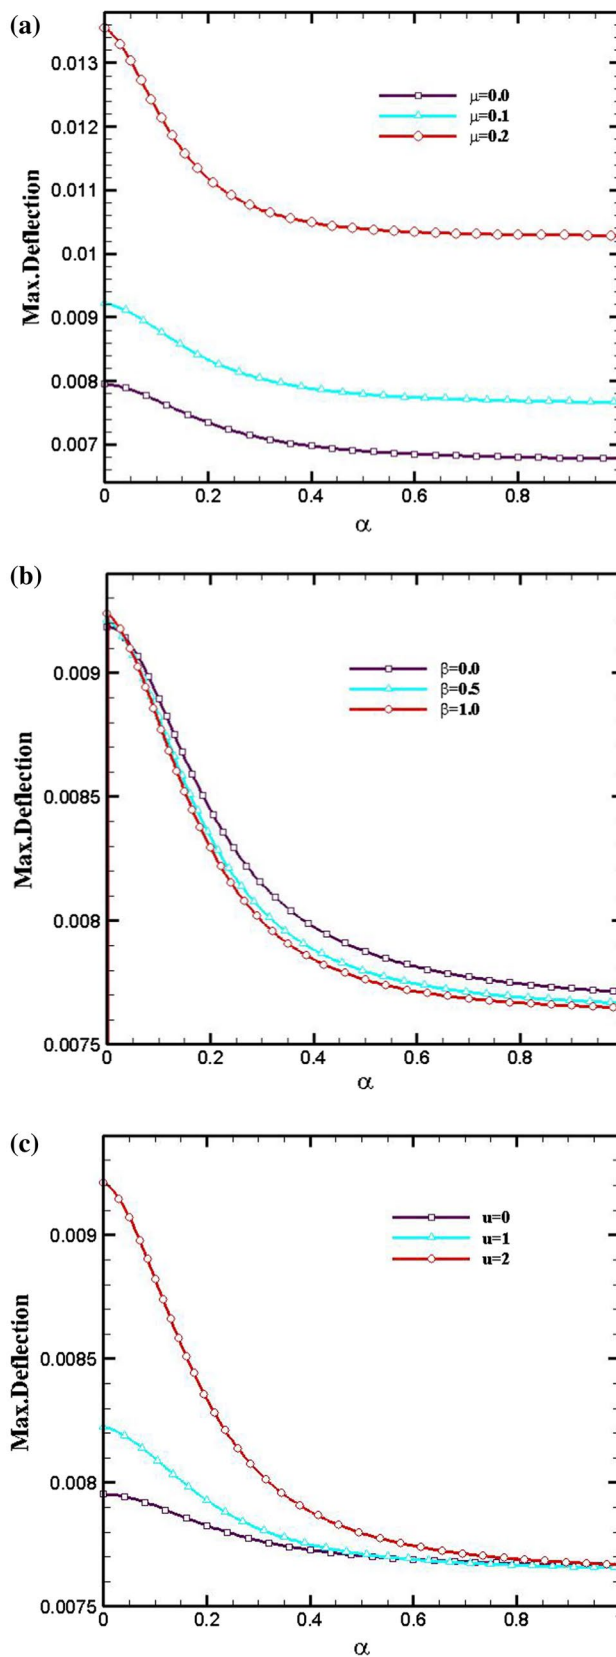 (a)
0.013
0.012
0.011
0.01
0.009
0.008
0.007
Max.Deflection
μ=0.0
μ=0.1
μ=0.2
0 0.2 0.4 0.6 0.8
α
(b)
0.009
0.0085
0.008
0.0075
Max.Deflection
β=0.0
β=0.5
β=1.0
0 0.2 0.4 0.6 0.8
α
(c)
0.009
0.0085
0.008
0.0075
Max.Deflection
u=0
u=1
u=2
0 0.2 0.4 0.6 0.8
α